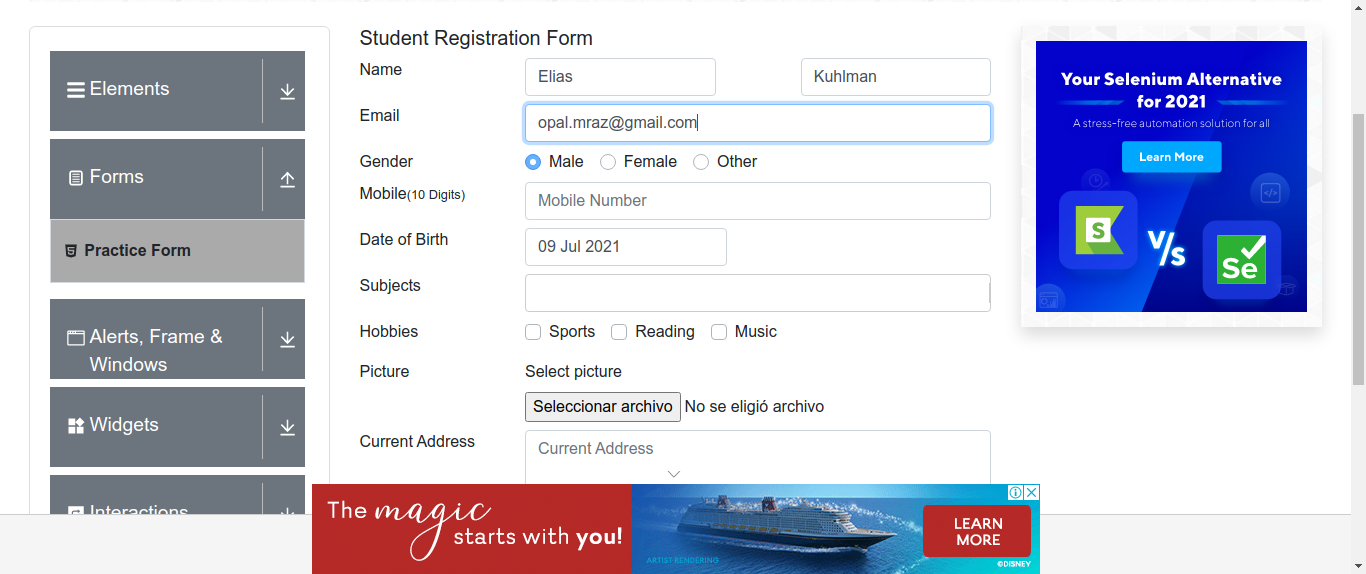 Elements
Forms
Practice Form
Alerts, Frame &
Windows
Widgets
Interactions
Student Registration Form
Name
Elias
Kuhlman
Email
opal.mraz@gmail.com
Gender
Male
Female
Other
Mobile(10 Digits)
Mobile Number
Date of Birth
09 Jul 2021
Subjects
Hobbies
Sports
Reading
Music
Picture
Select picture
Seleccionar archivo No se eligió archivo
Current Address
Current Address
Your Selenium Alternative
for 2021
A stress-free automation solution for all
Learn More
S
V/s
Se
The magic
starts with you!
ARTIST RENDERING
LEARN
MORE
©DISNEY